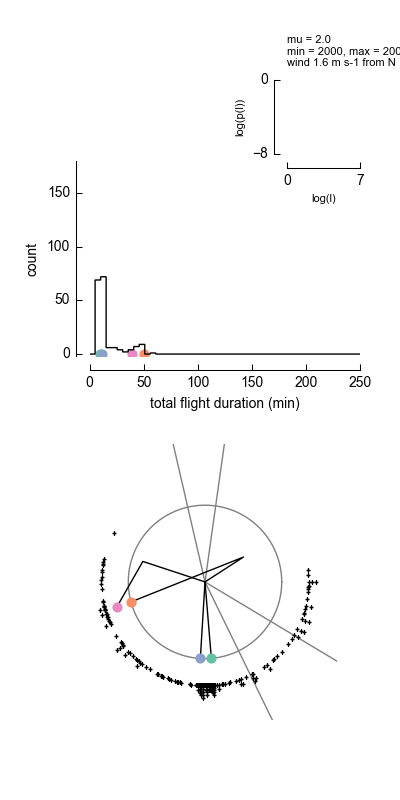 mu = 2.0
min = 2000, max = 200
wind 1.6 m s-1 from N
0
log(p(l))
−8
0 7
log(l)
150
100
50
0
count
0 50 100 150 200 250
total flight duration (min)